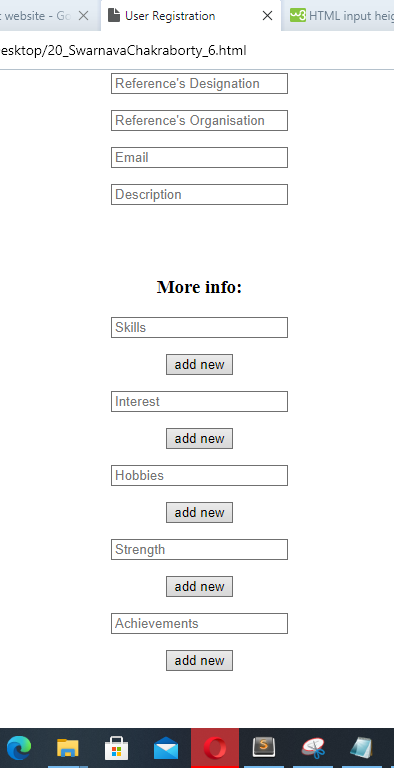 t website - Go
User Registration
HTML input heig
esktop/20_SwarnavaChakraborty_6.html
Reference's Designation
Reference's Organisation
Email
Description
More info:
Skills
add new
Interest
add new
Hobbies
add new
Strength
add new
Achievements
add new